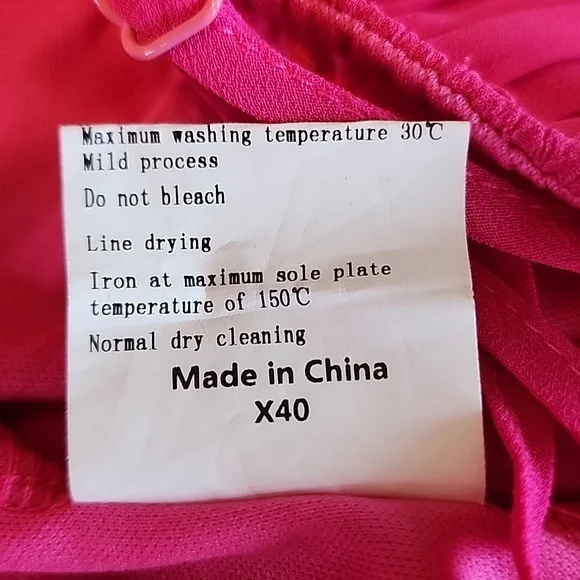 Maximum washing temperature 30℃
Mild process
Do not bleach
Line drying
Iron at maximum sole plate
temperature of 150℃
Normal dry cleaning
Made in China
X40